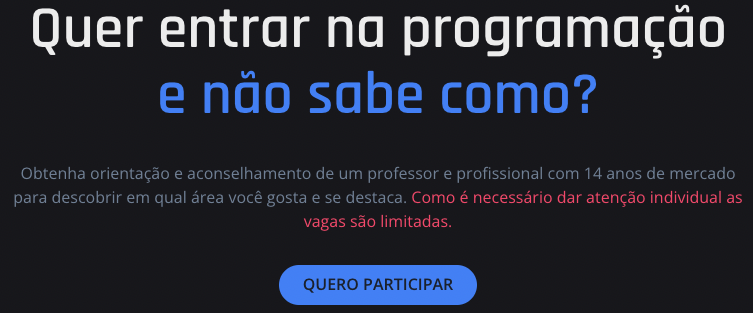 Quer entrar na programação
e não sabe como?
Obtenha orientação e aconselhamento de um professor e profissional com 14 anos de mercado
para descobrir em qual área você gosta e se destaca. Como é necessário dar atenção individual as
vagas são limitadas.
QUERO PARTICIPAR